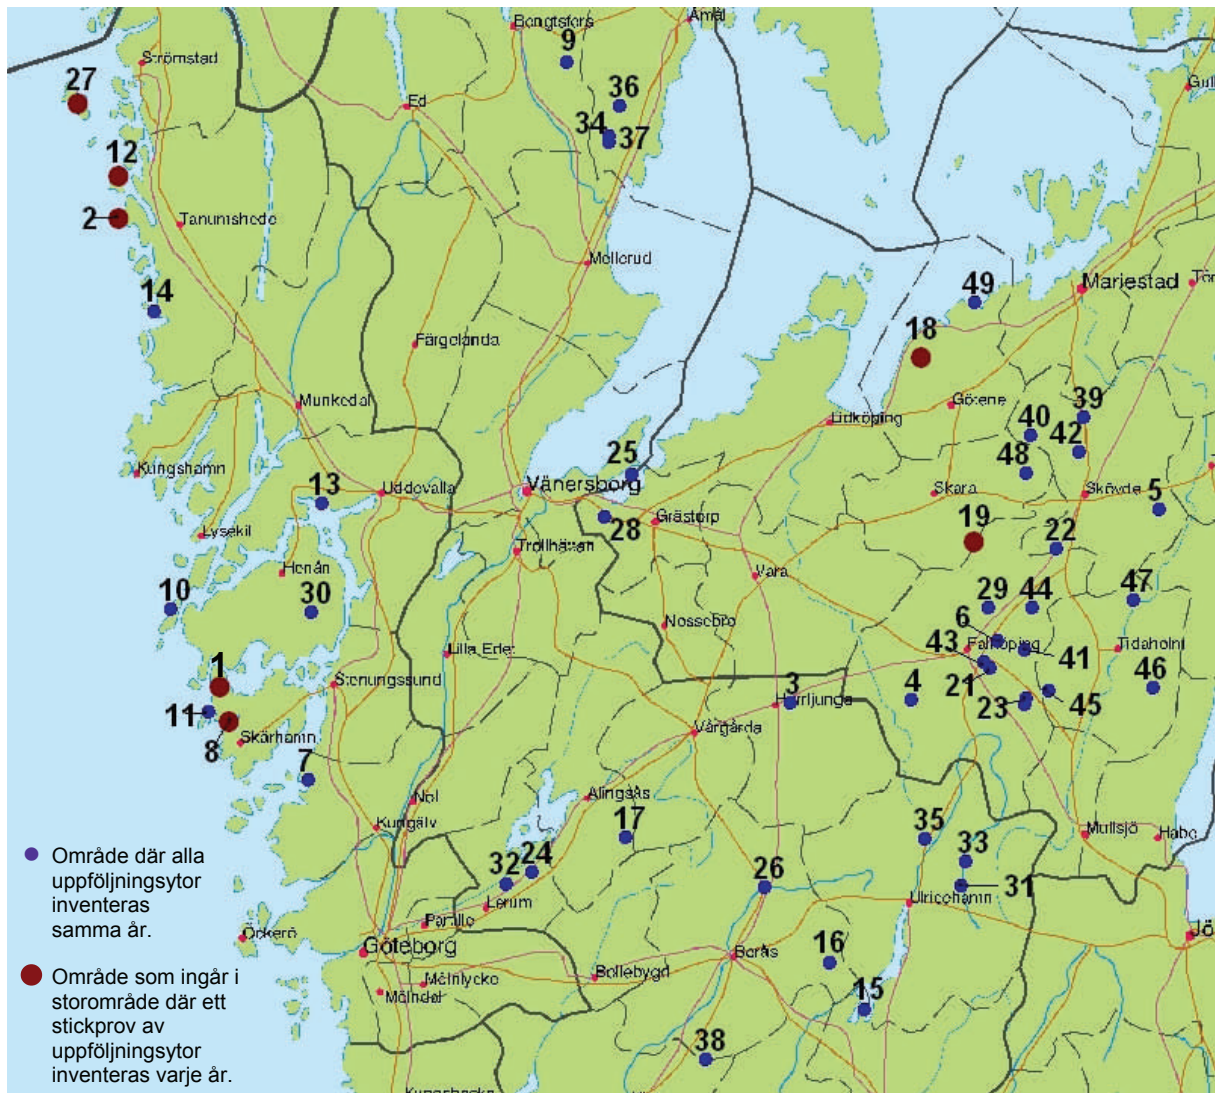 Bengtsfors
Åmål
9
Strömstad
27
36
Ed
Gull
34
37
12
2
Tanumshede
Mellerud
14
49
Mariestad
18
Färgelanda
Munkedal
Götene
39
Lidköping
40
42
Kungshamn
25
48
13
Uddevalla
Vänersborg
Skara
Skövde
5
28
Grästorp
19
22
Lysekil
Trollhättan
Henån
Vara
10
30
29
44
47
Nossebro
6
43
Falköping
41
Tidaholm
Lilla Edet
1
Stenungssund
3
4
21
46
11
Herrljunga
23
45
8
Skärhamn
Vårgårda
7
Nol
Alingsås
Kungälv
17
35
Mullsjö
Habo
33
Område där alla
uppföljningsytor
inventeras
samma år.
32
24
26
31
Lerum
Ulricehamn
Partille
Öckerö
Göteborg
Jö
Borås
16
Område som ingår i
storområde där ett
stickprov av
uppföljningsytor
inventeras varje år.
Mölnlycke
Bollebygd
Mölndal
15
38